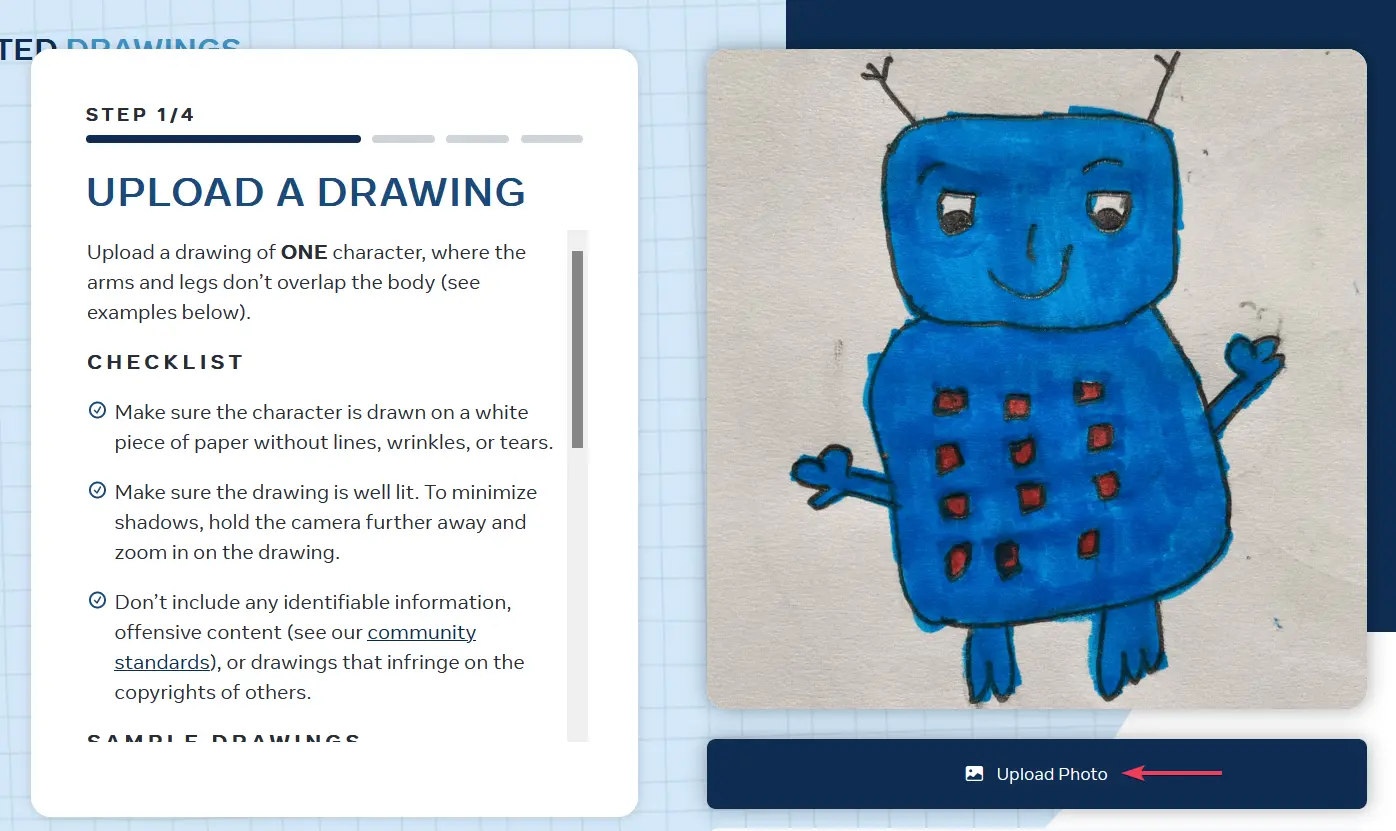 TED DRAWINGS
STEP 1/4
UPLOAD A DRAWING
Upload a drawing of ONE character, where the
arms and legs don’t overlap the body (see
examples below).
CHECKLIST
Make sure the character is drawn on a white
piece of paper without lines, wrinkles, or tears.
Make sure the drawing is well lit. To minimize
shadows, hold the camera further away and
zoom in on the drawing.
Don’t include any identifiable information,
offensive content (see our community
standards), or drawings that infringe on the
copyrights of others.
SAMPLE DRAWINGS
Upload Photo